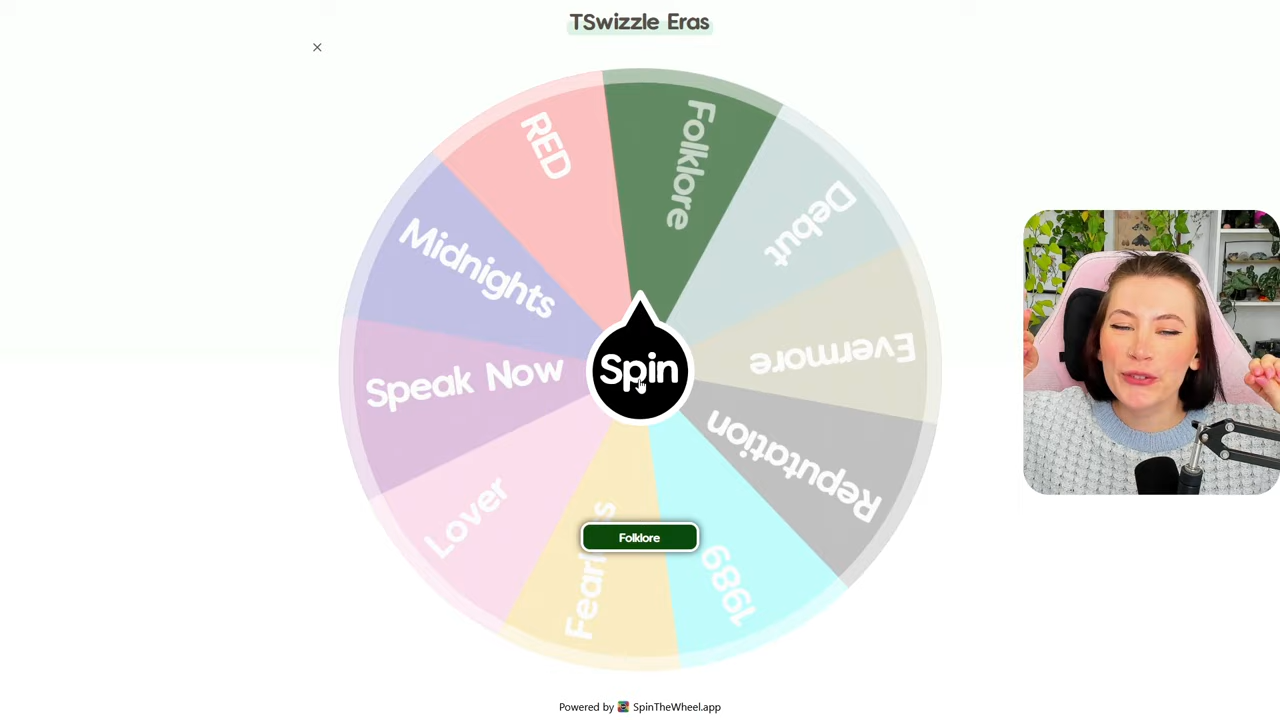 TSwizzle Eras
RED
Folklore
Debut
Midnights
Evermore
Speak Now
Spin
Reputation
Lover
Folklore
1989
Powered by SpinTheWheel.app